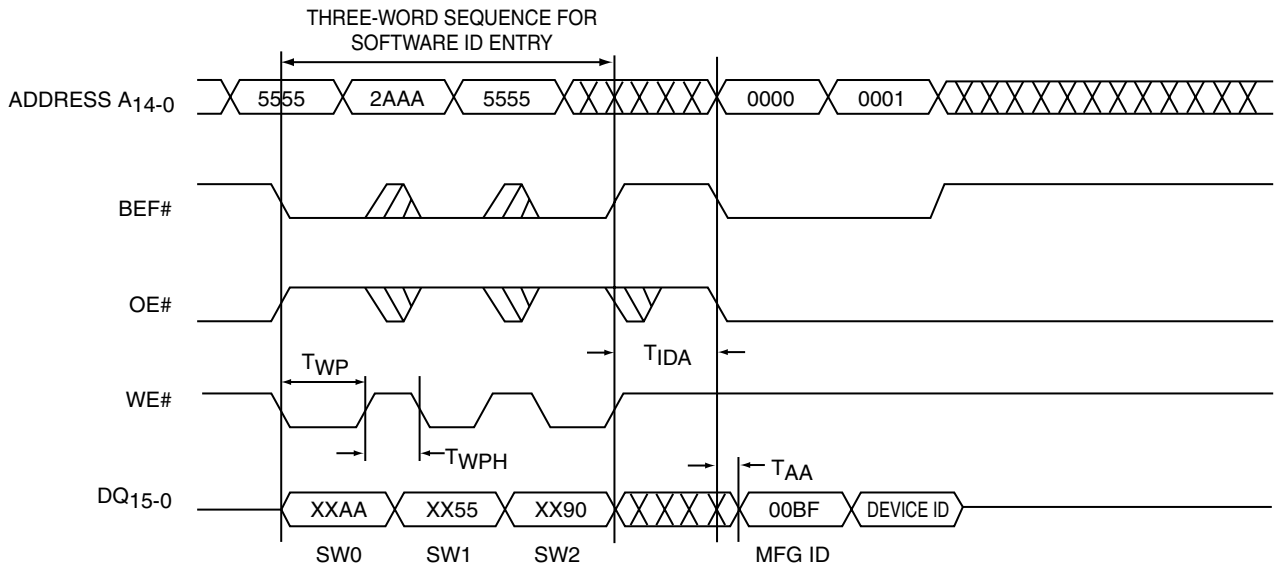 THREE-WORD SEQUENCE FOR
SOFTWARE ID ENTRY
ADDRESS A14-0 5555 2AAA 5555 0000 0001
BEF#
OE#
TIDA
TWP
WE#
TWPH
TAA
DQ15-0 XXAA XX55 XX90 00BF DEVICE ID
SW0 SW1 SW2 MFG ID